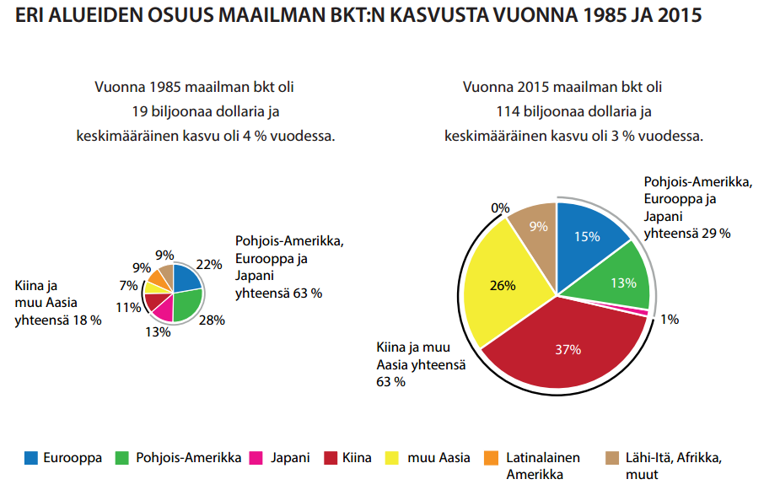 ERI ALUEIDEN OSUUS MAAILMAN BKT:N KASVUSTA VUONNA 1985 JA 2015
Vuonna 1985 maailman bkt oli
19 biljoonaa dollaria ja
keskimääräinen kasvu oli 4 % vuodessa.
9%
9%
7%
11%
13%
28%
22%
Kiina ja
muu Aasia
yhteensä 18 %
Pohjois-Amerikka,
Eurooppa ja
Japani
yhteensä 63 %
Vuonna 2015 maailman bkt oli
114 biljoonaa dollaria ja
keskimääräinen kasvu oli 3 % vuodessa.
0%
9%
15%
13%
1%
37%
26%
Pohjois-Amerikka,
Eurooppa ja
Japani
yhteensä 29 %
Kiina ja muu
Aasia yhteensä
63 %
Eurooppa
Pohjois-Amerikka
Japani
Kiina
muu Aasia
Latinalainen
Amerikka
Lähi-Itä, Afrikka,
muut